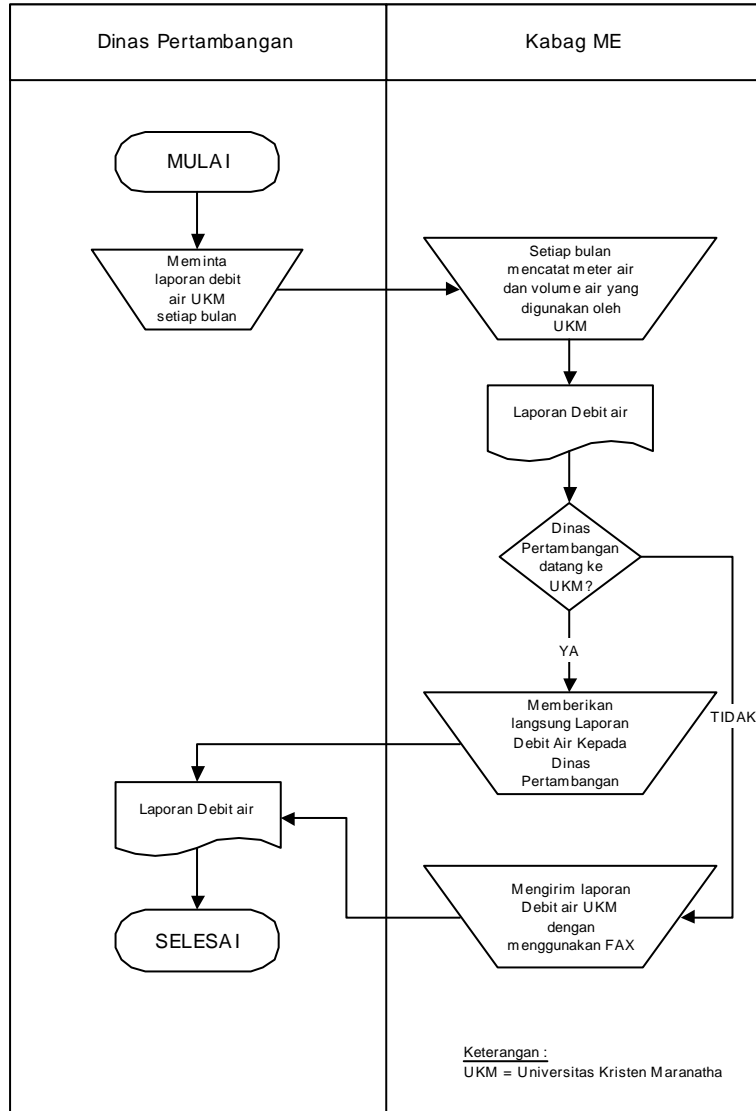 Dinas Pertambangan
Kabag ME
MULAI
Meminta
laporan debit
air UKM
setiap bulan
Setiap bulan
mencatat meter air
dan volume air yang
digunakan oleh
UKM
Laporan Debit air
Dinas
Pertambangan
datang ke
UKM?
YA
TIDAK
Memberikan
langsung Laporan
Debit Air Kepada
Dinas
Pertambangan
Laporan Debit air
Mengirim laporan
Debit air UKM
dengan
menggunakan FAX
SELESAI
Keterangan :
UKM = Universitas Kristen Maranatha